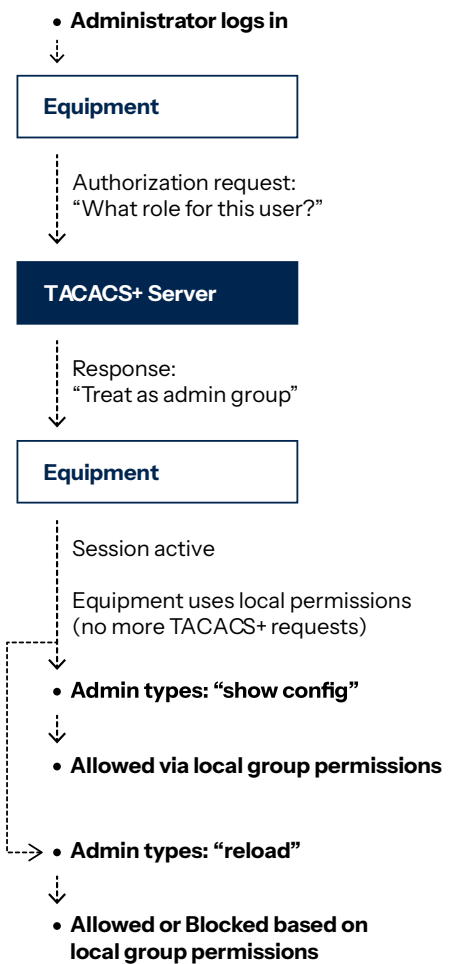 • Administrator logs in
Equipment
Authorization request:
“What role for this user?”
TACACS+ Server
Response:
“Treat as admin group”
Equipment
Session active
Equipment uses local permissions
(no more TACACS+ requests)
• Admin types: “show config”
• Allowed via local group permissions
• Admin types: “reload”
• Allowed or Blocked based on
local group permissions